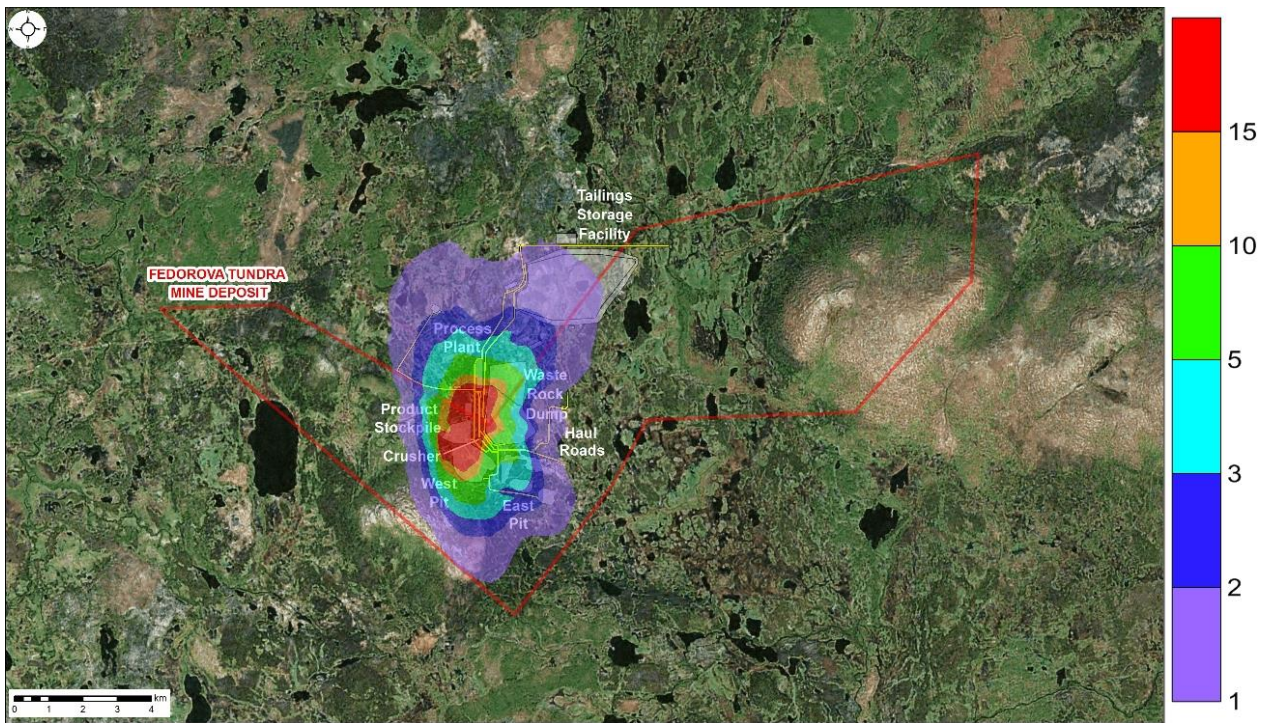 Tailings
Storage
Facility
FEDOROVA TUNDRA
MINE DEPOSIT
Process
Plant
Waste
Rock
Dump
Product
Stockpile
Haul
Roads
Crusher
West
Pit
East
Pit
km
0 1 2 3 4
15
10
5
3
2
1